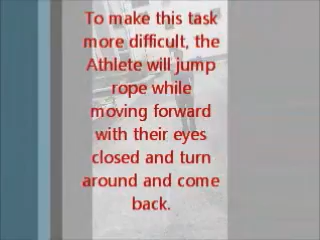 To make this task
more difficult, the
Athlete will jump
rope while
moving forward
with their eyes
closed and turn
around and come
back.